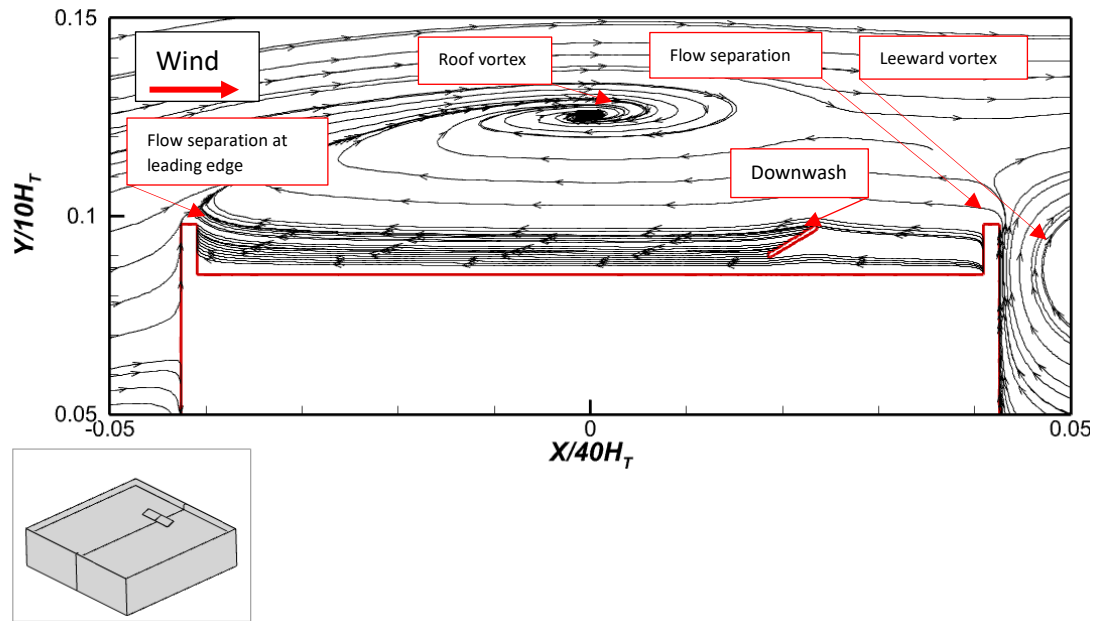 0.15
Wind
Roof vortex
Flow separation
Leeward vortex
Flow separation at
leading edge
Downwash
0.1
Y/10H_T
0.05
-0.05
0
0.05
X/40H_T